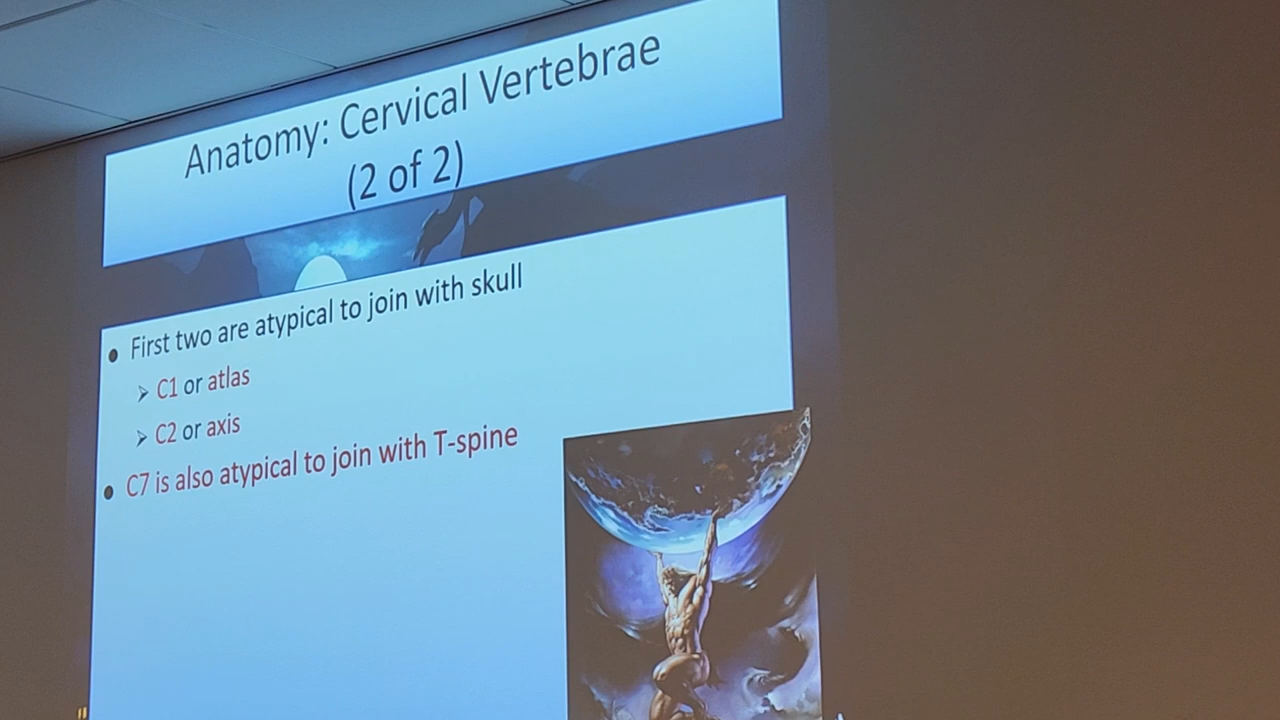 Anatomy: Cervical Vertebrae
(2 of 2)
● First two are atypical to join with skull
➢ C1 or atlas
➢ C2 or axis
● C7 is also atypical to join with T-spine